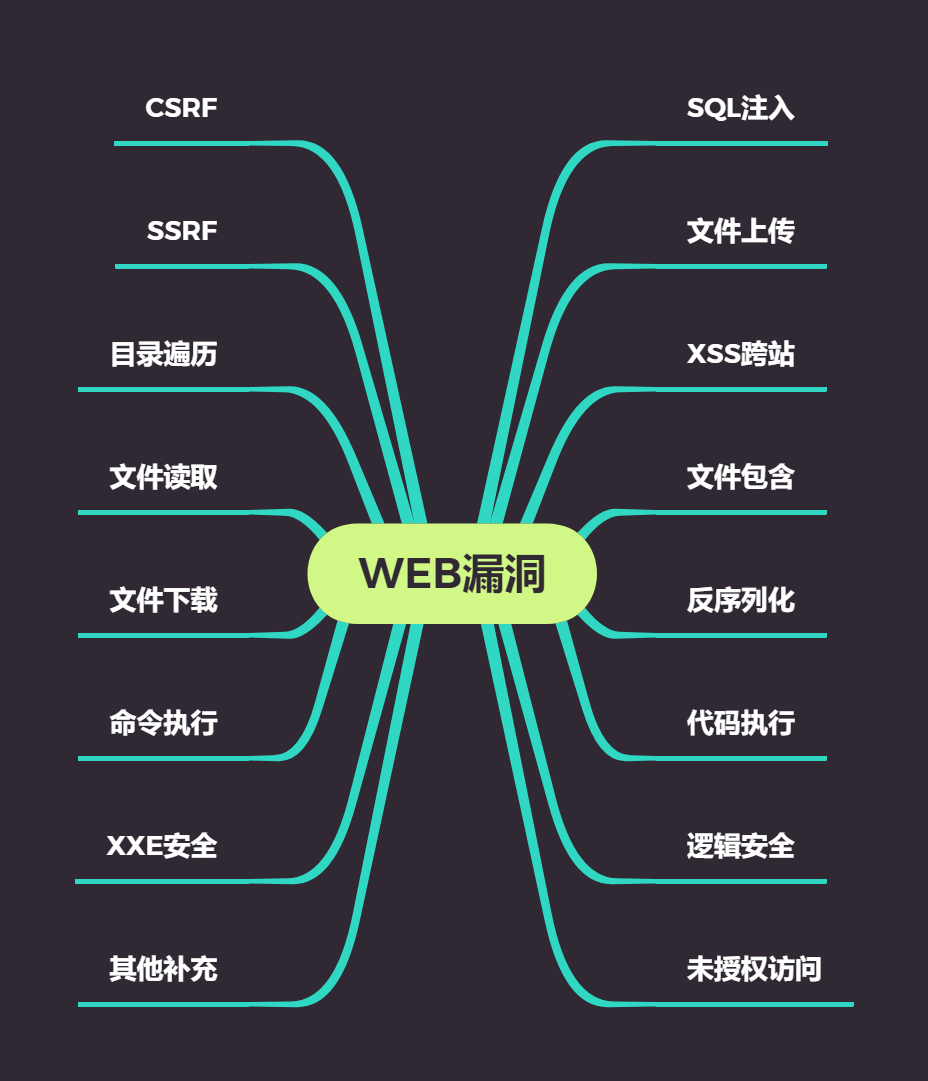 CSRF
SQL注入
SSRF
文件上传
目录遍历
XSS跨站
文件读取
文件包含
WEB漏洞
文件下载
反序列化
命令执行
代码执行
XXE安全
逻辑安全
其他补充
未授权访问